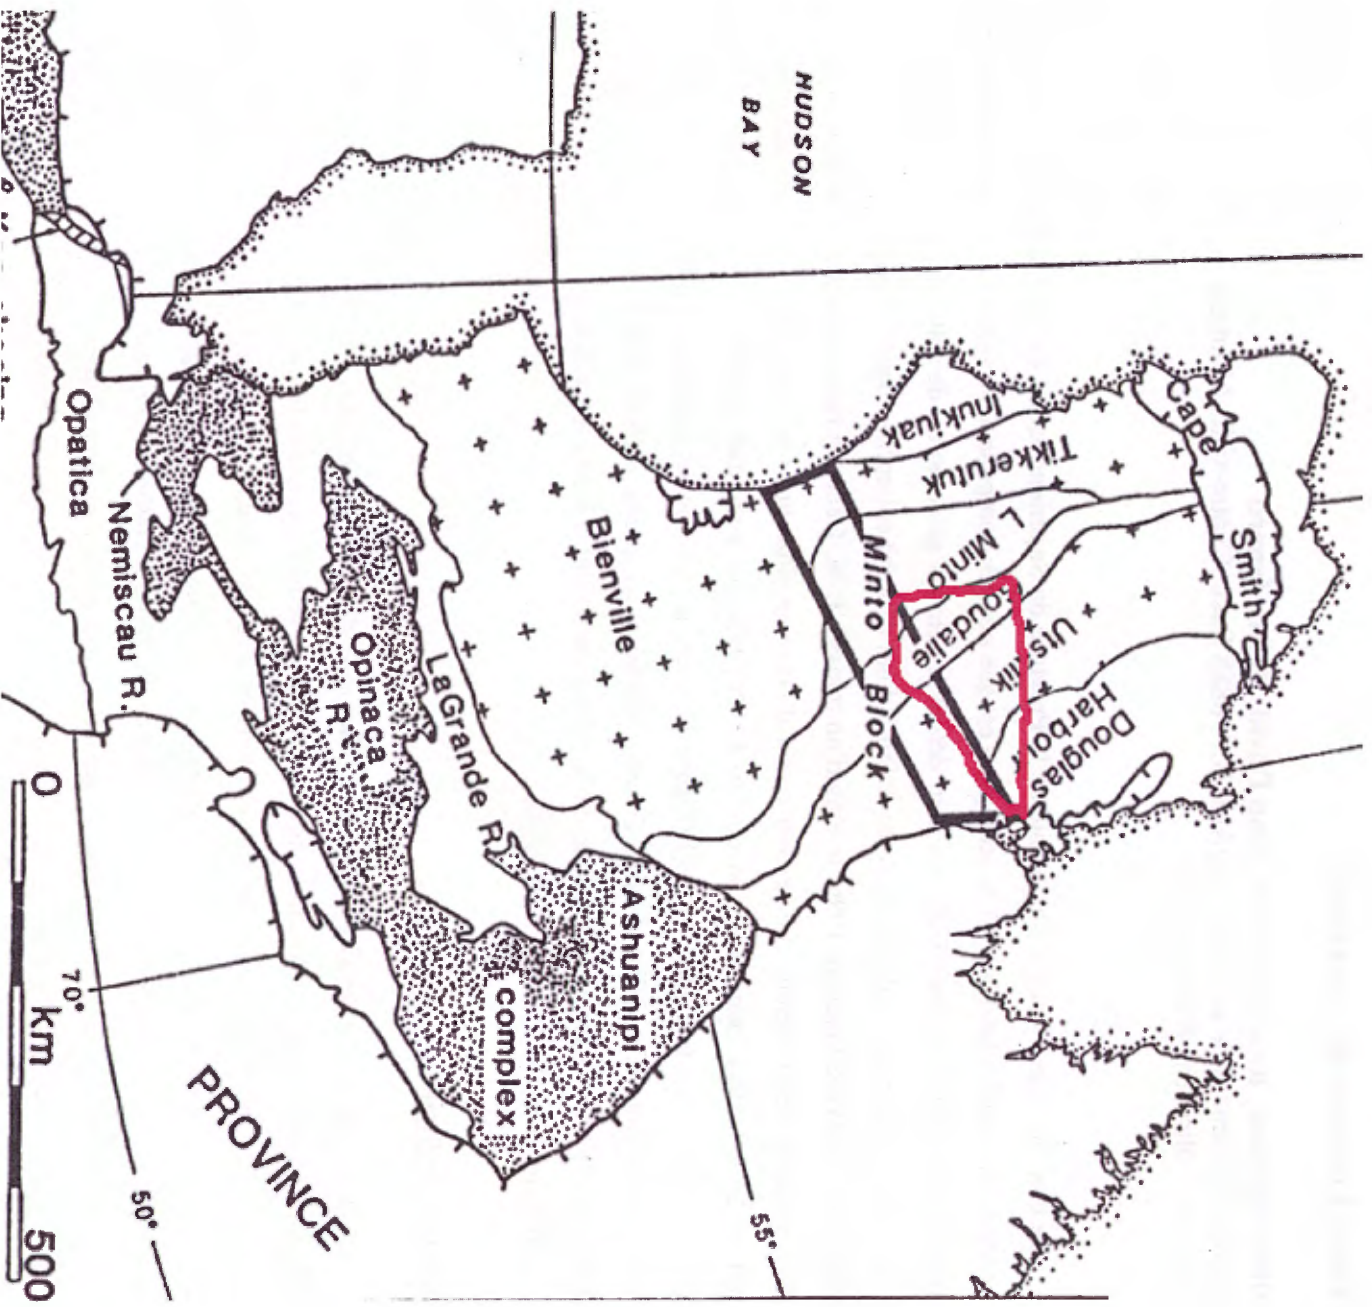 HUDSON
BAY
Cape
Smith
Inukjuak
Tikkerutuk
L Minto
Goudalie
Utsalik
Douglas
Harbour
Minto Block
Bienville
Opatica
Nemiscau R.
Opinaca
R.
LaGrande R.
Ashuanipi
complex
PROVINCE
70°
50°
55°
0
km
500